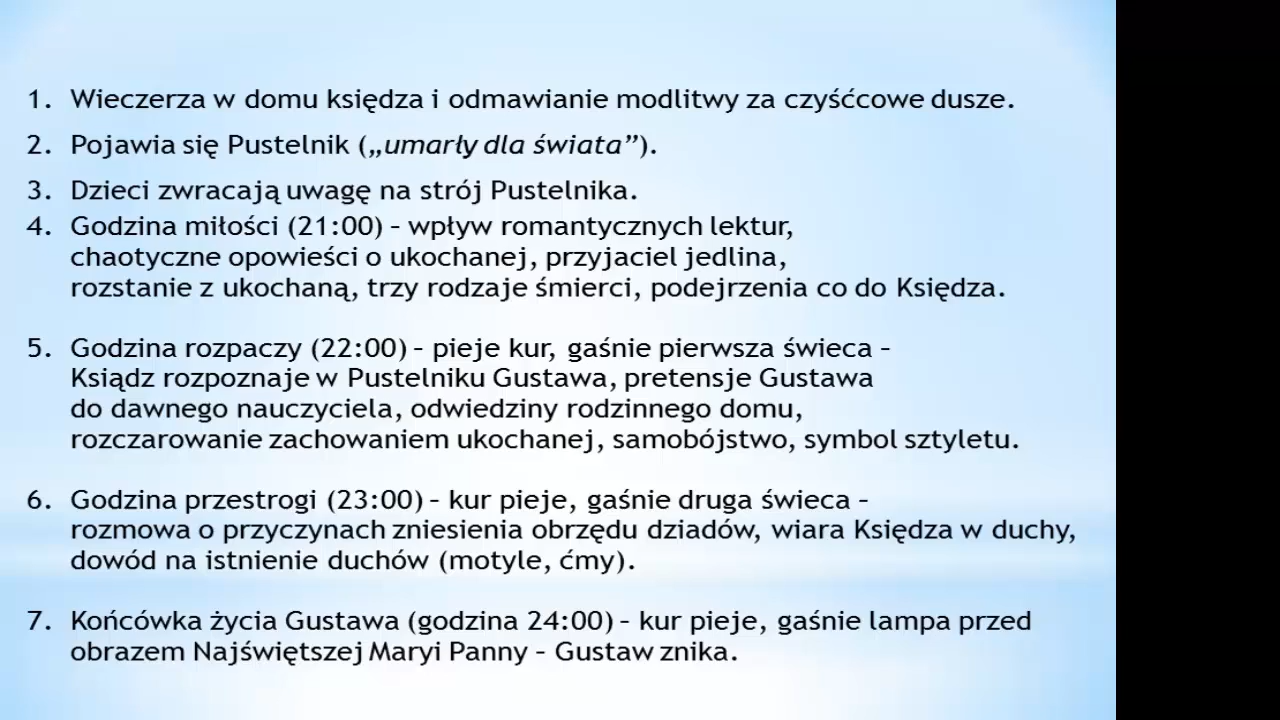 1. Wieczerza w domu księdza i odmawianie modlitwy za czyśćcowe dusze.
2. Pojawia się Pustelnik („umarły dla świata”).
3. Dzieci zwracają uwagę na strój Pustelnika.
4. Godzina miłości (21:00) – wpływ romantycznych lektur,
chaotyczne opowieści o ukochanej, przyjaciel jedlina,
rozstanie z ukochaną, trzy rodzaje śmierci, podejrzenia co do Księdza.
5. Godzina rozpaczy (22:00) – pieje kur, gaśnie pierwsza świeca –
Ksiądz rozpoznaje w Pustelniku Gustawa, pretensje Gustawa
do dawnego nauczyciela, odwiedziny rodzinnego domu,
rozczarowanie zachowaniem ukochanej, samobójstwo, symbol sztyletu.
6. Godzina przestrogi (23:00) – kur pieje, gaśnie druga świeca –
rozmowa o przyczynach zniesienia obrzędu dziadów, wiara Księdza w duchy,
dowód na istnienie duchów (motyle, ćmy).
7. Końcówka życia Gustawa (godzina 24:00) – kur pieje, gaśnie lampa przed
obrazem Najświętszej Maryi Panny – Gustaw znika.